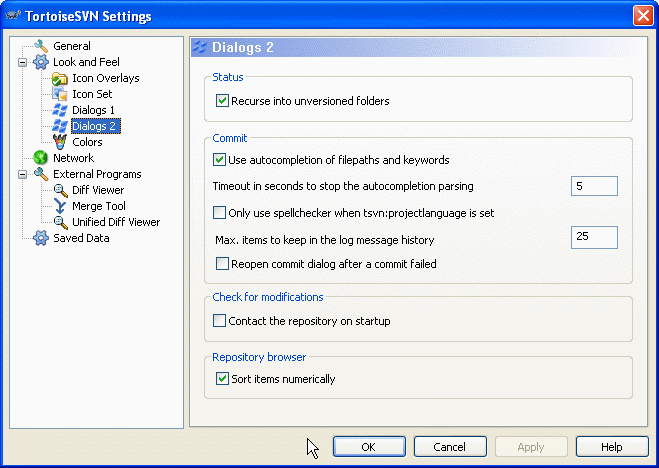 TortoiseSVN Settings
General
Look and Feel
Icon Overlays
Icon Set
Dialogs 1
Dialogs 2
Colors
Network
External Programs
Diff Viewer
Merge Tool
Unified Diff Viewer
Saved Data
Dialogs 2
Status
Recurse into unversioned folders
Commit
Use autocompletion of filepaths and keywords
Timeout in seconds to stop the autocompletion parsing 5
Only use spellchecker when tsvn:projectlanguage is set
Max. items to keep in the log message history 25
Reopen commit dialog after a commit failed
Check for modifications
Contact the repository on startup
Repository browser
Sort items numerically
OK Cancel Apply Help